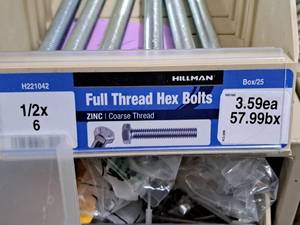 HILLMAN
H221042
Full Thread Hex Bolts
Box/25
1/2x
6
ZINC | Coarse Thread
3.59ea
57.99bx